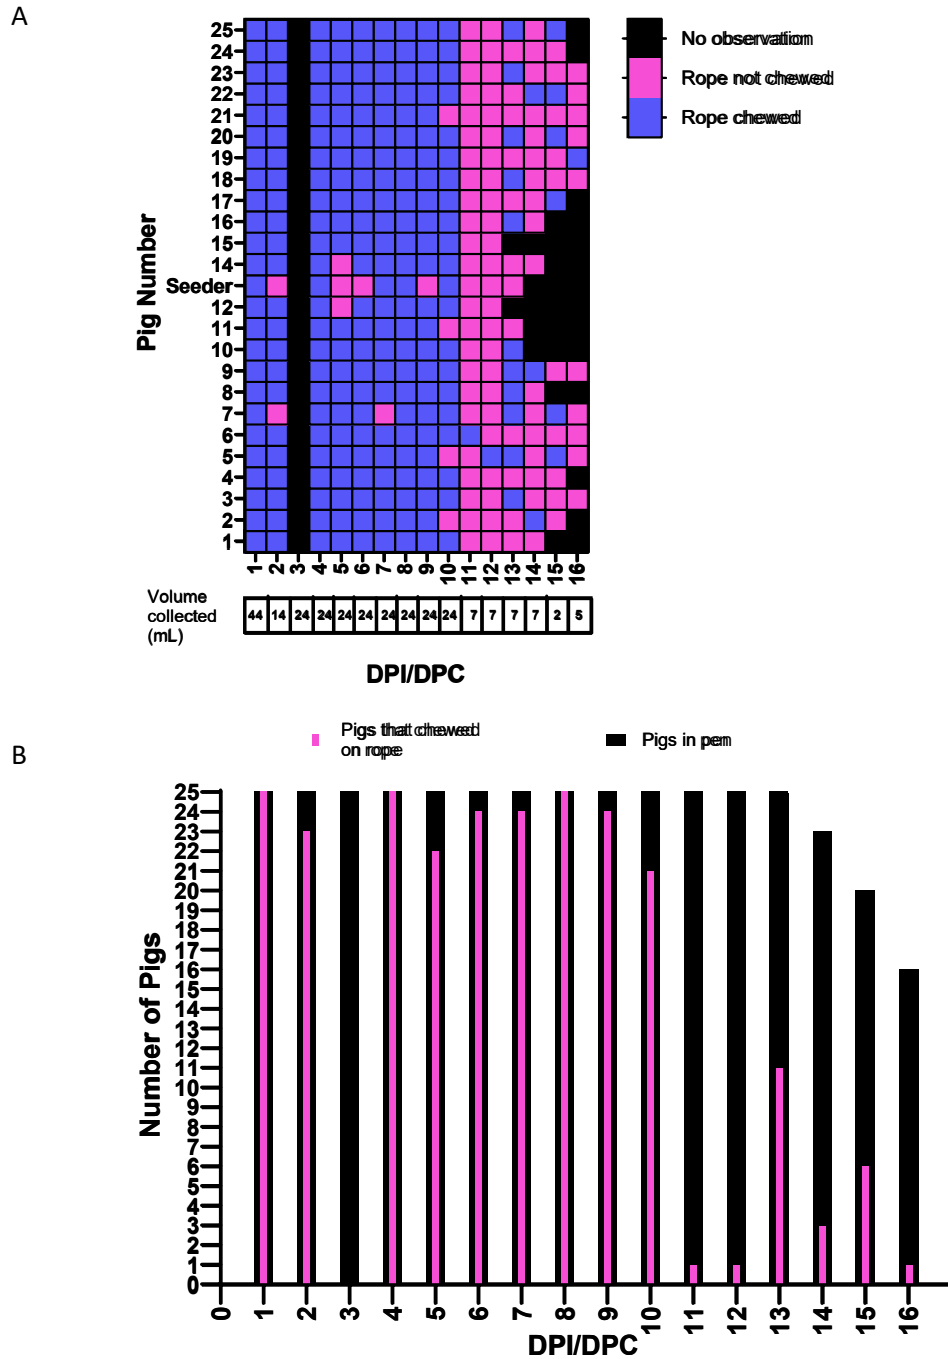 A
No observation
Rope not chewed
Rope chewed
Pig Number
25
24
23
22
21
20
19
18
17
16
15
14
Seeder
12
11
10
9
8
7
6
5
4
3
2
1
1 2 3 4 5 6 7 8 9 10 11 12 13 14 15 16
Volume
collected
(mL)
44 14 24 24 24 24 24 24 24 24 7 7 7 7 2 5
DPI/DPC
B
Pigs that chewed
on rope
Pigs in pen
Number of Pigs
25
24
23
22
21
20
19
18
17
16
15
14
13
12
11
10
9
8
7
6
5
4
3
2
1
0
0 1 2 3 4 5 6 7 8 9 10 11 12 13 14 15 16
DPI/DPC